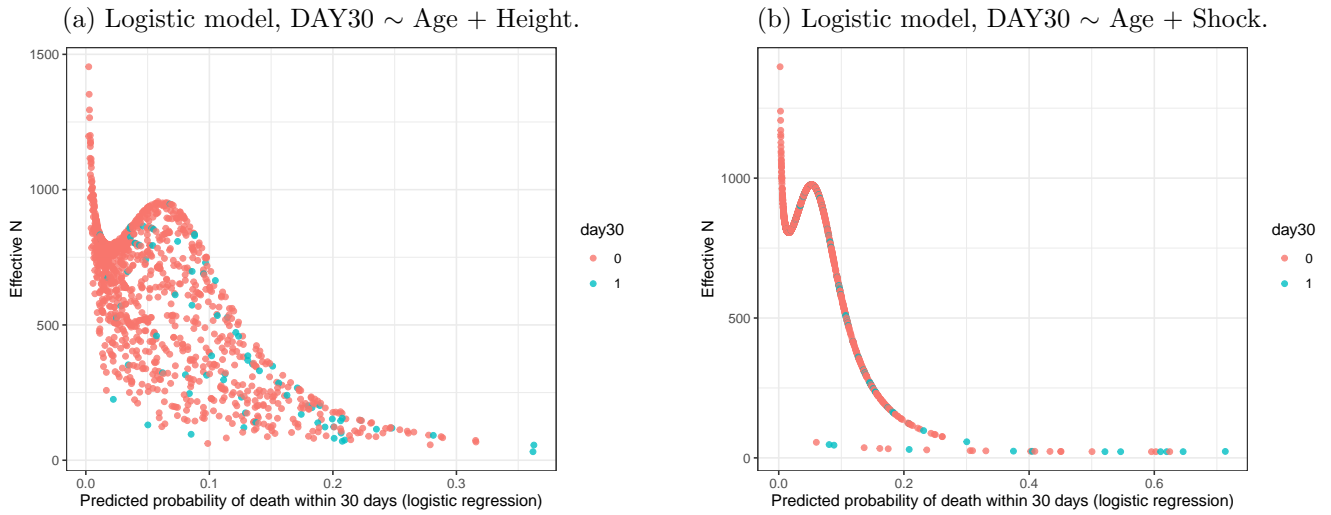 (a) Logistic model, DAY30 ∼ Age + Height.
1500
1000
500
0
Effective N
0.0 0.1 0.2 0.3
Predicted probability of death within 30 days (logistic regression)
day30
0
1
(b) Logistic model, DAY30 ∼ Age + Shock.
1000
500
0
Effective N
0.0 0.2 0.4 0.6
Predicted probability of death within 30 days (logistic regression)
day30
0
1